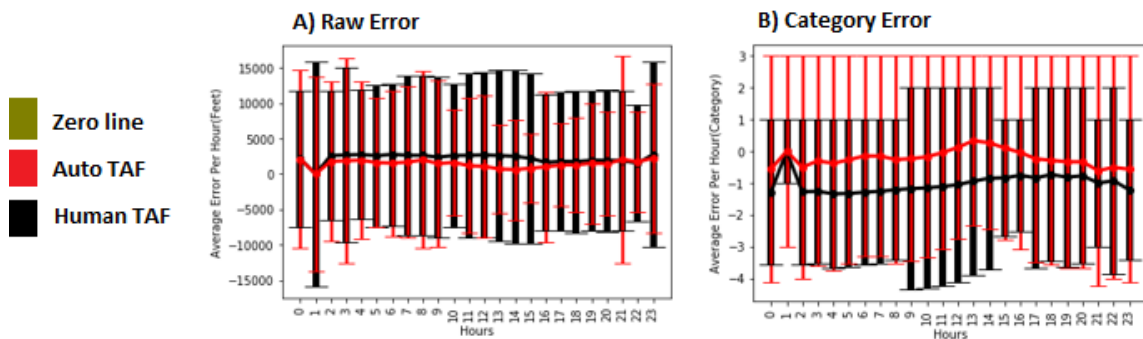 A) Raw Error
B) Category Error
Zero line
Auto TAF
Human TAF
Average Error Per Hour(Feet)
15000
10000
5000
0
−5000
−10000
−15000
0 1 2 3 4 5 6 7 8 9 10 11 12 13 14 15 16 17 18 19 20 21 22 23
Hours
Average Error Per Hour(Category)
3
2
1
0
−1
−2
−3
−4
0 1 2 3 4 5 6 7 8 9 10 11 12 13 14 15 16 17 18 19 20 21 22 23
Hours